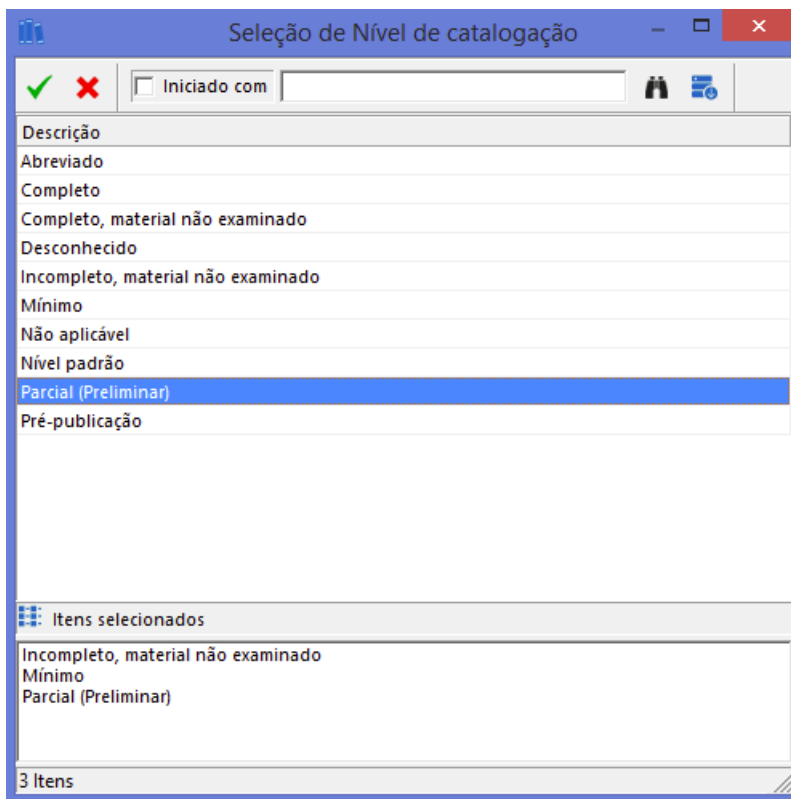 Seleção de Nível de catalogação
Iniciado com
Descrição
Abreviado
Completo
Completo, material não examinado
Desconhecido
Incompleto, material não examinado
Mínimo
Não aplicável
Nível padrão
Parcial (Preliminar)
Pré-publicação
Itens selecionados
Incompleto, material não examinado
Mínimo
Parcial (Preliminar)
3 Itens